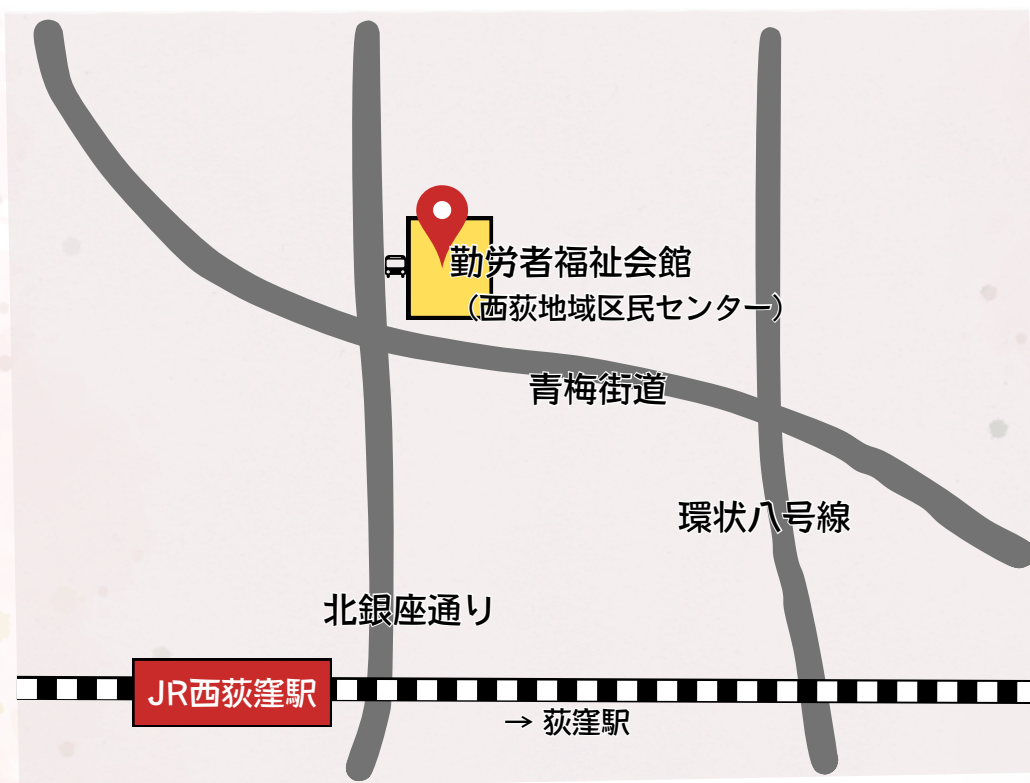 勤労者福祉会館
（西荻地域区民センター）
青梅街道
環状八号線
北銀座通り
JR西荻窪駅
→ 荻窪駅